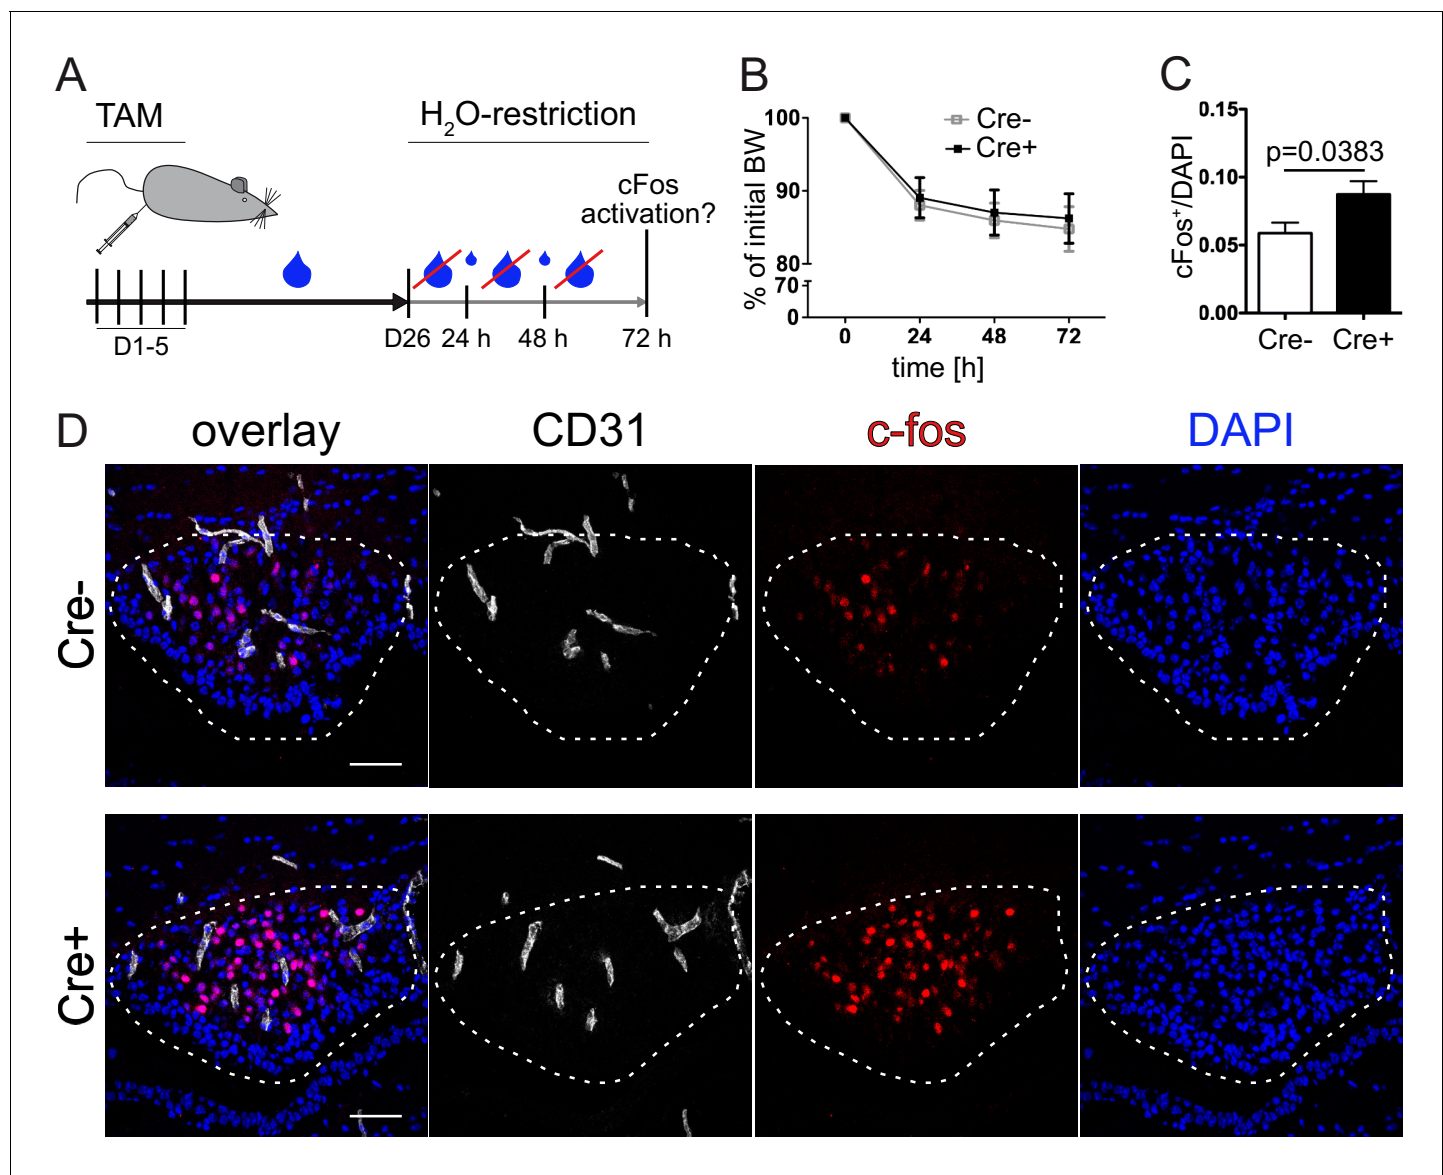 A
TAM
H2O-restriction
cFos
activation?
D1-5
D26
24 h
48 h
72 h
B
% of initial BW
100
90
80
70
0
Cre-
Cre+
0
24
48
72
time [h]
C
cFos+/DAPI
0.15
0.10
0.05
0.00
p=0.0383
Cre-
Cre+
D
overlay
CD31
c-fos
DAPI
Cre-
Cre+